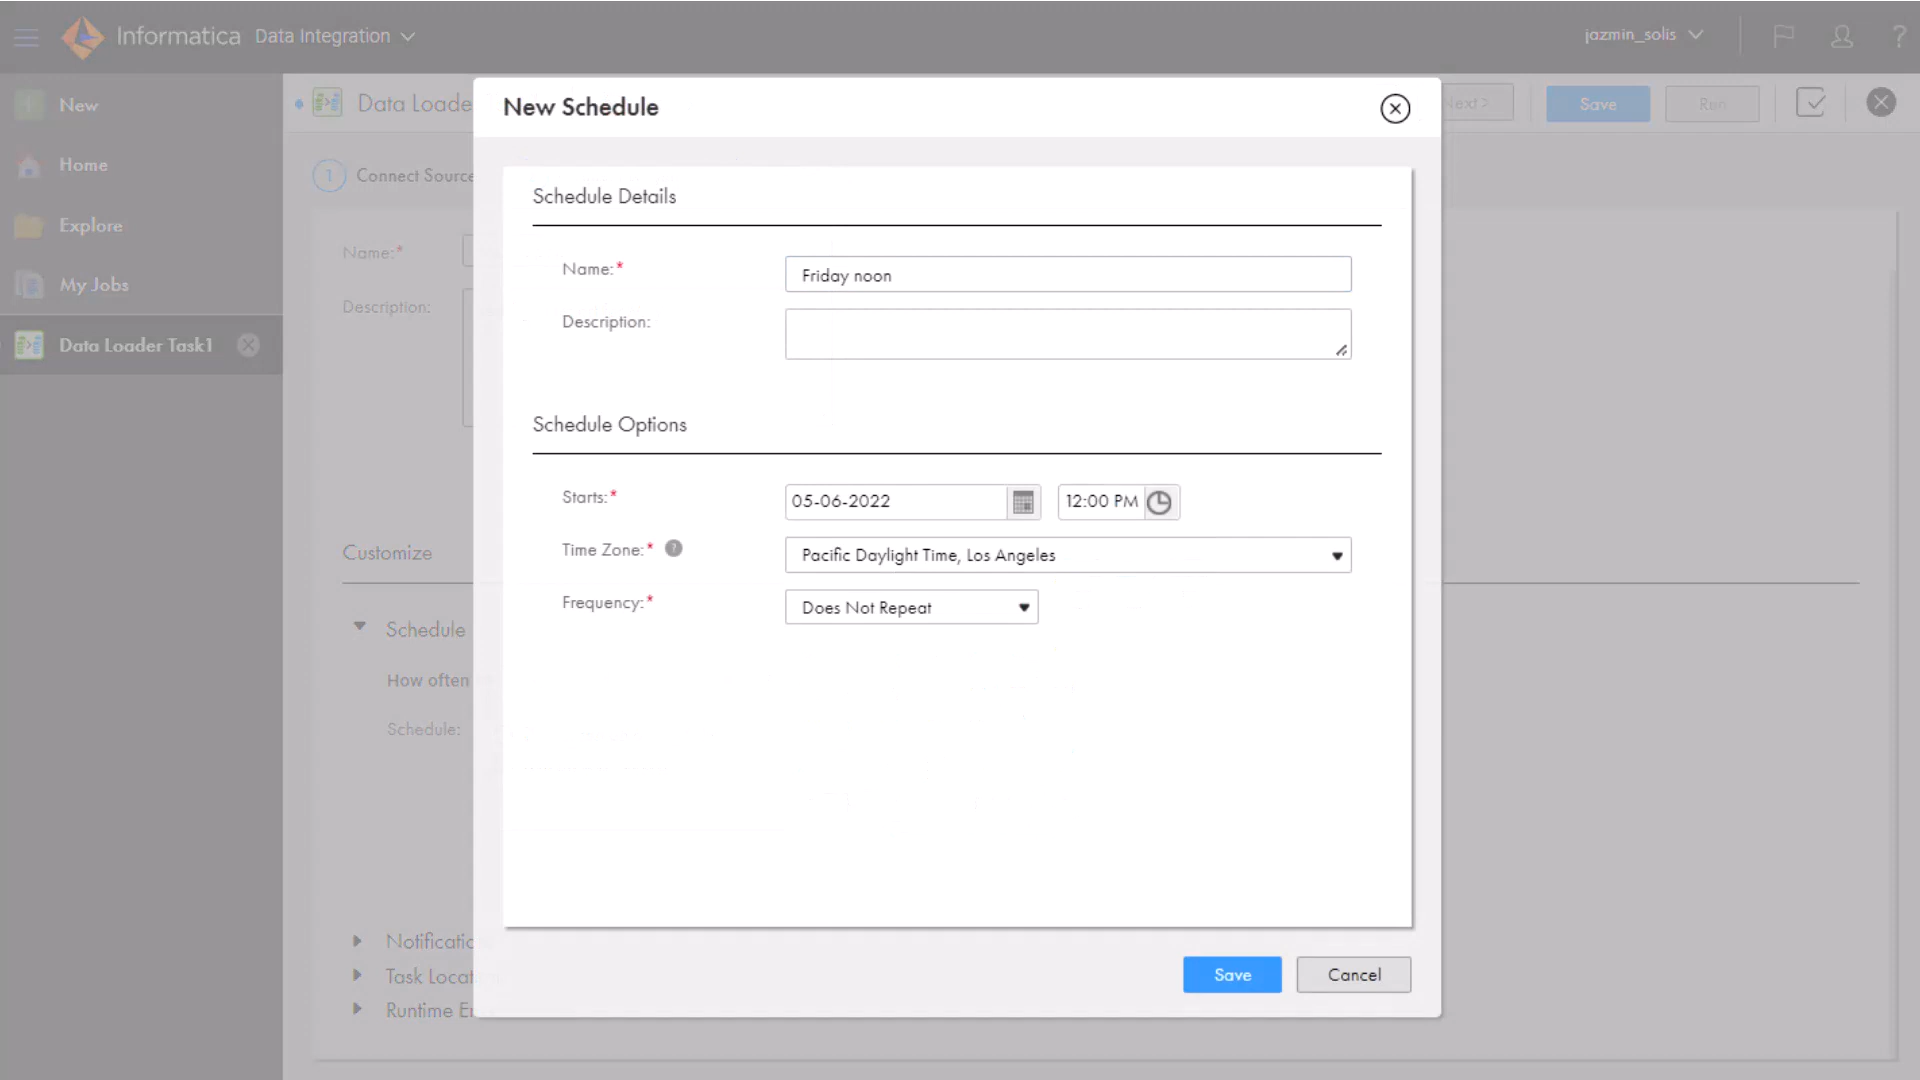 Informatica Data Integration
jazmin_solis
?
New
Home
Explore
My Jobs
Data Loader Task1
Data Loade
Next >
Save
Run
1 Connect Source
Name:*
Description:
Customize
Schedule
How often
Schedule:
Notificatio
Task Locat
Runtime E
New Schedule
Schedule Details
Name:* Friday noon
Description:
Schedule Options
Starts:* 05-06-2022 12:00 PM
Time Zone:* ? Pacific Daylight Time, Los Angeles
Frequency:* Does Not Repeat
Save Cancel